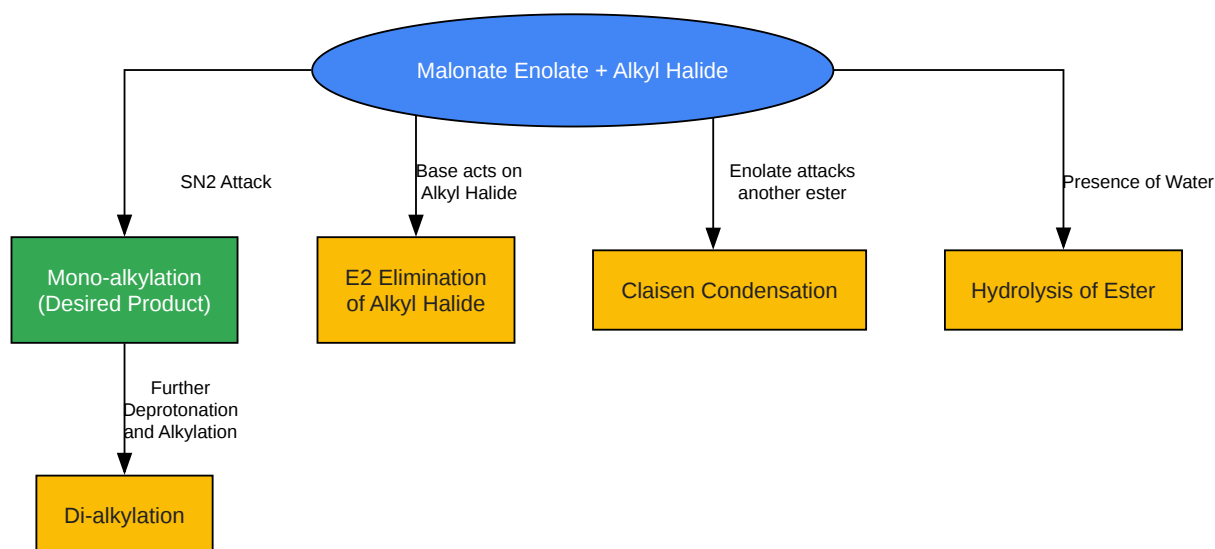 Malonate Enolate + Alkyl Halide
SN2 Attack
Base acts on
Alkyl Halide
Enolate attacks
another ester
Presence of Water
Mono-alkylation
(Desired Product)
E2 Elimination
of Alkyl Halide
Claisen Condensation
Hydrolysis of Ester
Further
Deprotonation
and Alkylation
Di-alkylation